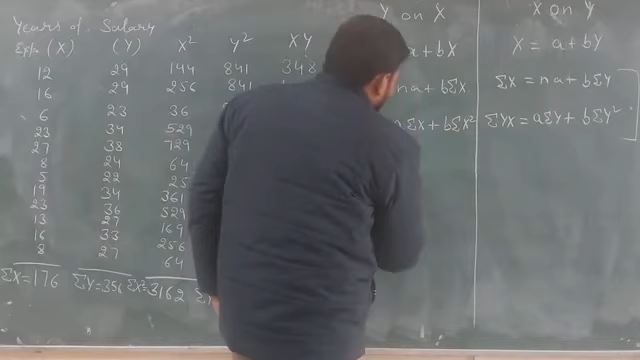 Years of Salary Y on X X on Y
Exp (X) (Y) X² Y² XY + bX X = a + bY
12 29 144 841 348
16 29 256 841 na + bΣX ΣX = na + bΣY
6 23 36 aΣX + bΣX² ΣYX = aΣY + bΣY²
23 34 529
27 38 729
8 24 64
5 22 25
19 34 361
23 36 529
13 27 169
16 33 256
8 27 64
ΣX = 176 ΣY = 356 ΣX² = 3162